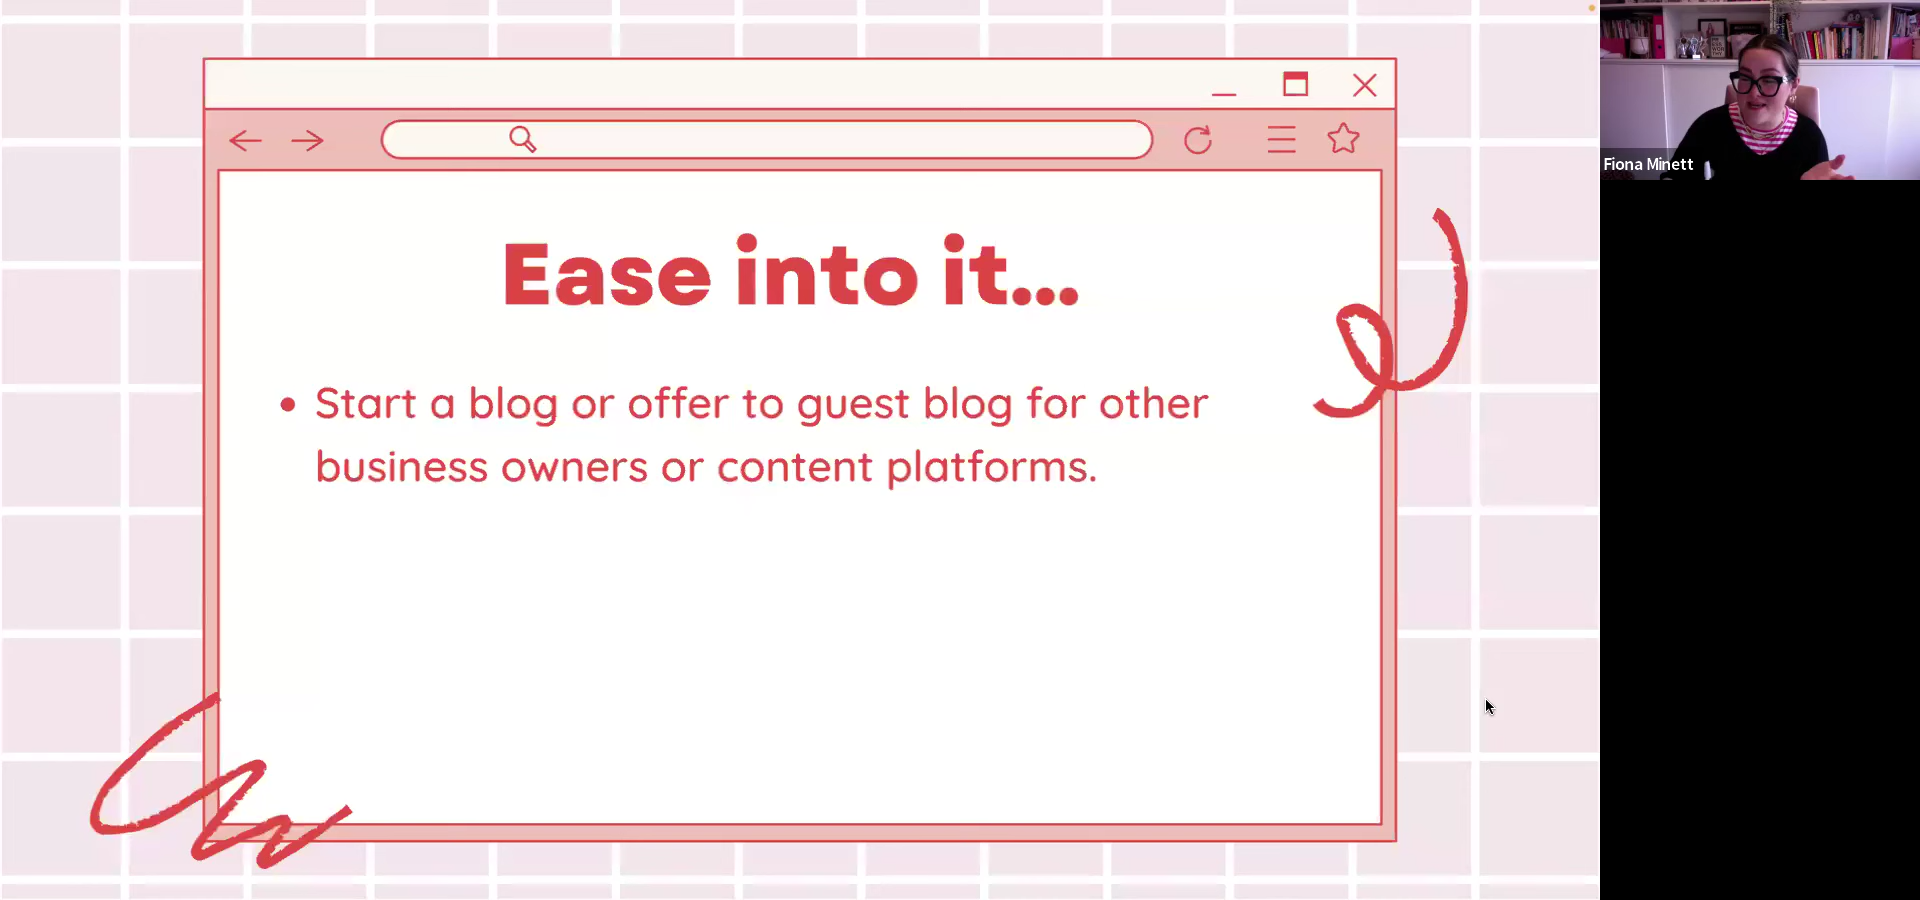 Ease into it...
• Start a blog or offer to guest blog for other
business owners or content platforms.
Fiona Minett